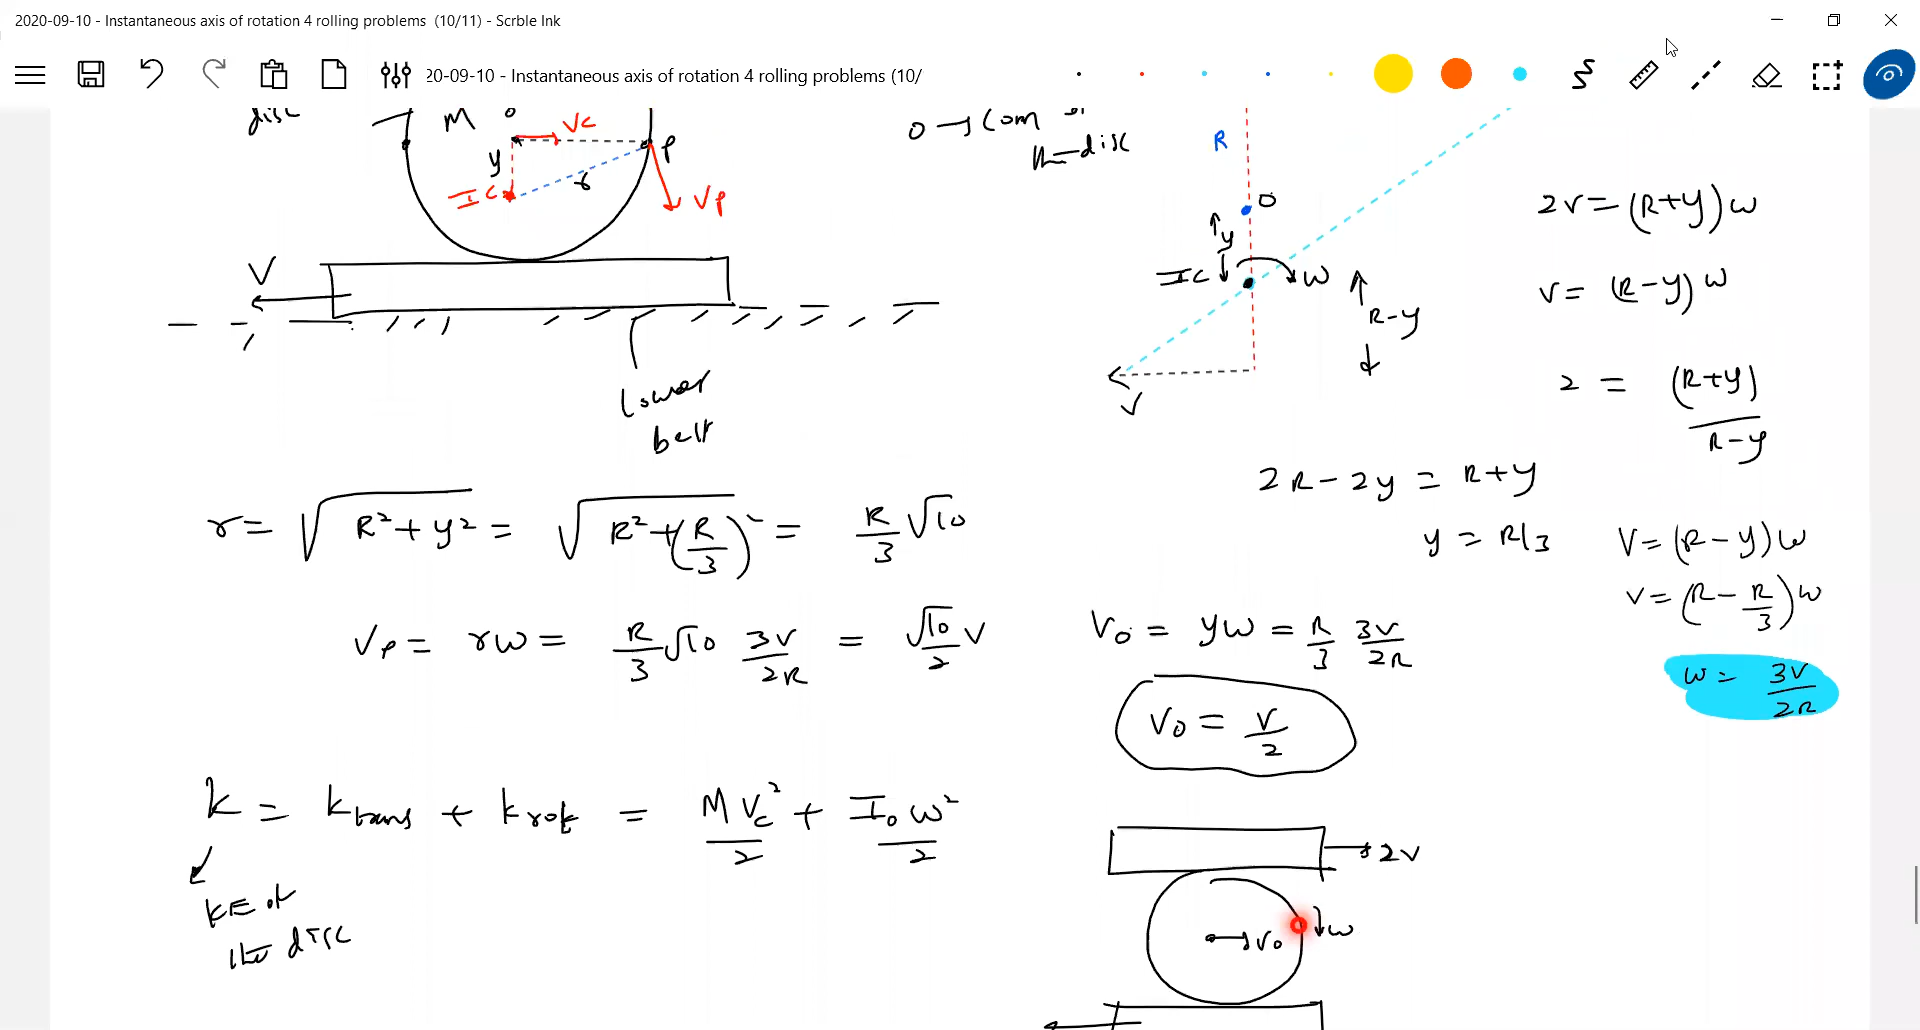 2020-09-10 - Instantaneous axis of rotation 4 rolling problems (10/11) - Scrble Ink
20-09-10 - Instantaneous axis of rotation 4 rolling problems (10/
disc
M
o
Vc
P
y
IC
r
Vp
V
lower
belt
O → Com of
the disc
R
O
y
IC
ω
R-y
V
2V = (R+y)ω
V = (R-y)ω
2 = (R+y)/R-y
2R - 2y = R+y
y = R/3
V = (R-y)ω
V = (R - R/3)ω
ω = 3V/2R
r = √R²+y² = √R²+(R/3)² = R/3 √10
Vp = rω = R/3 √10 3V/2R = √10/2 V
Vo = yω = R/3 3V/2R
Vo = V/2
K = Ktrans + Krot = MVc²/2 + Ioω²/2
KE of
the disc
2V
Vo
ω